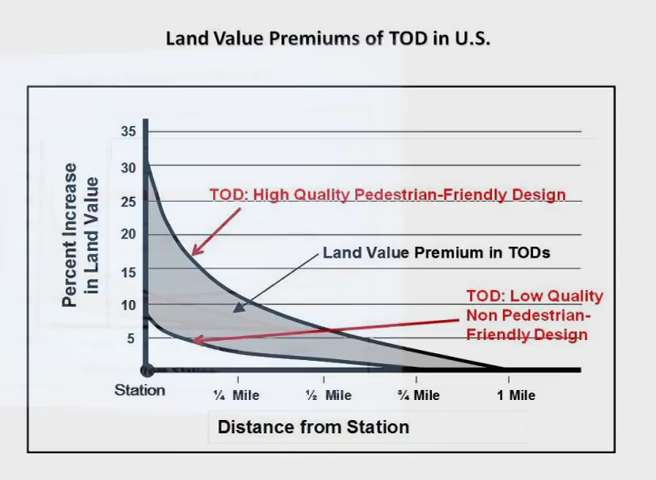 Land Value Premiums of TOD in U.S.
Percent Increase
in Land Value
35
30
25
20
15
10
5
TOD: High Quality Pedestrian-Friendly Design
Land Value Premium in TODs
TOD: Low Quality
Non Pedestrian-
Friendly Design
Station
¼ Mile
½ Mile
¾ Mile
1 Mile
Distance from Station